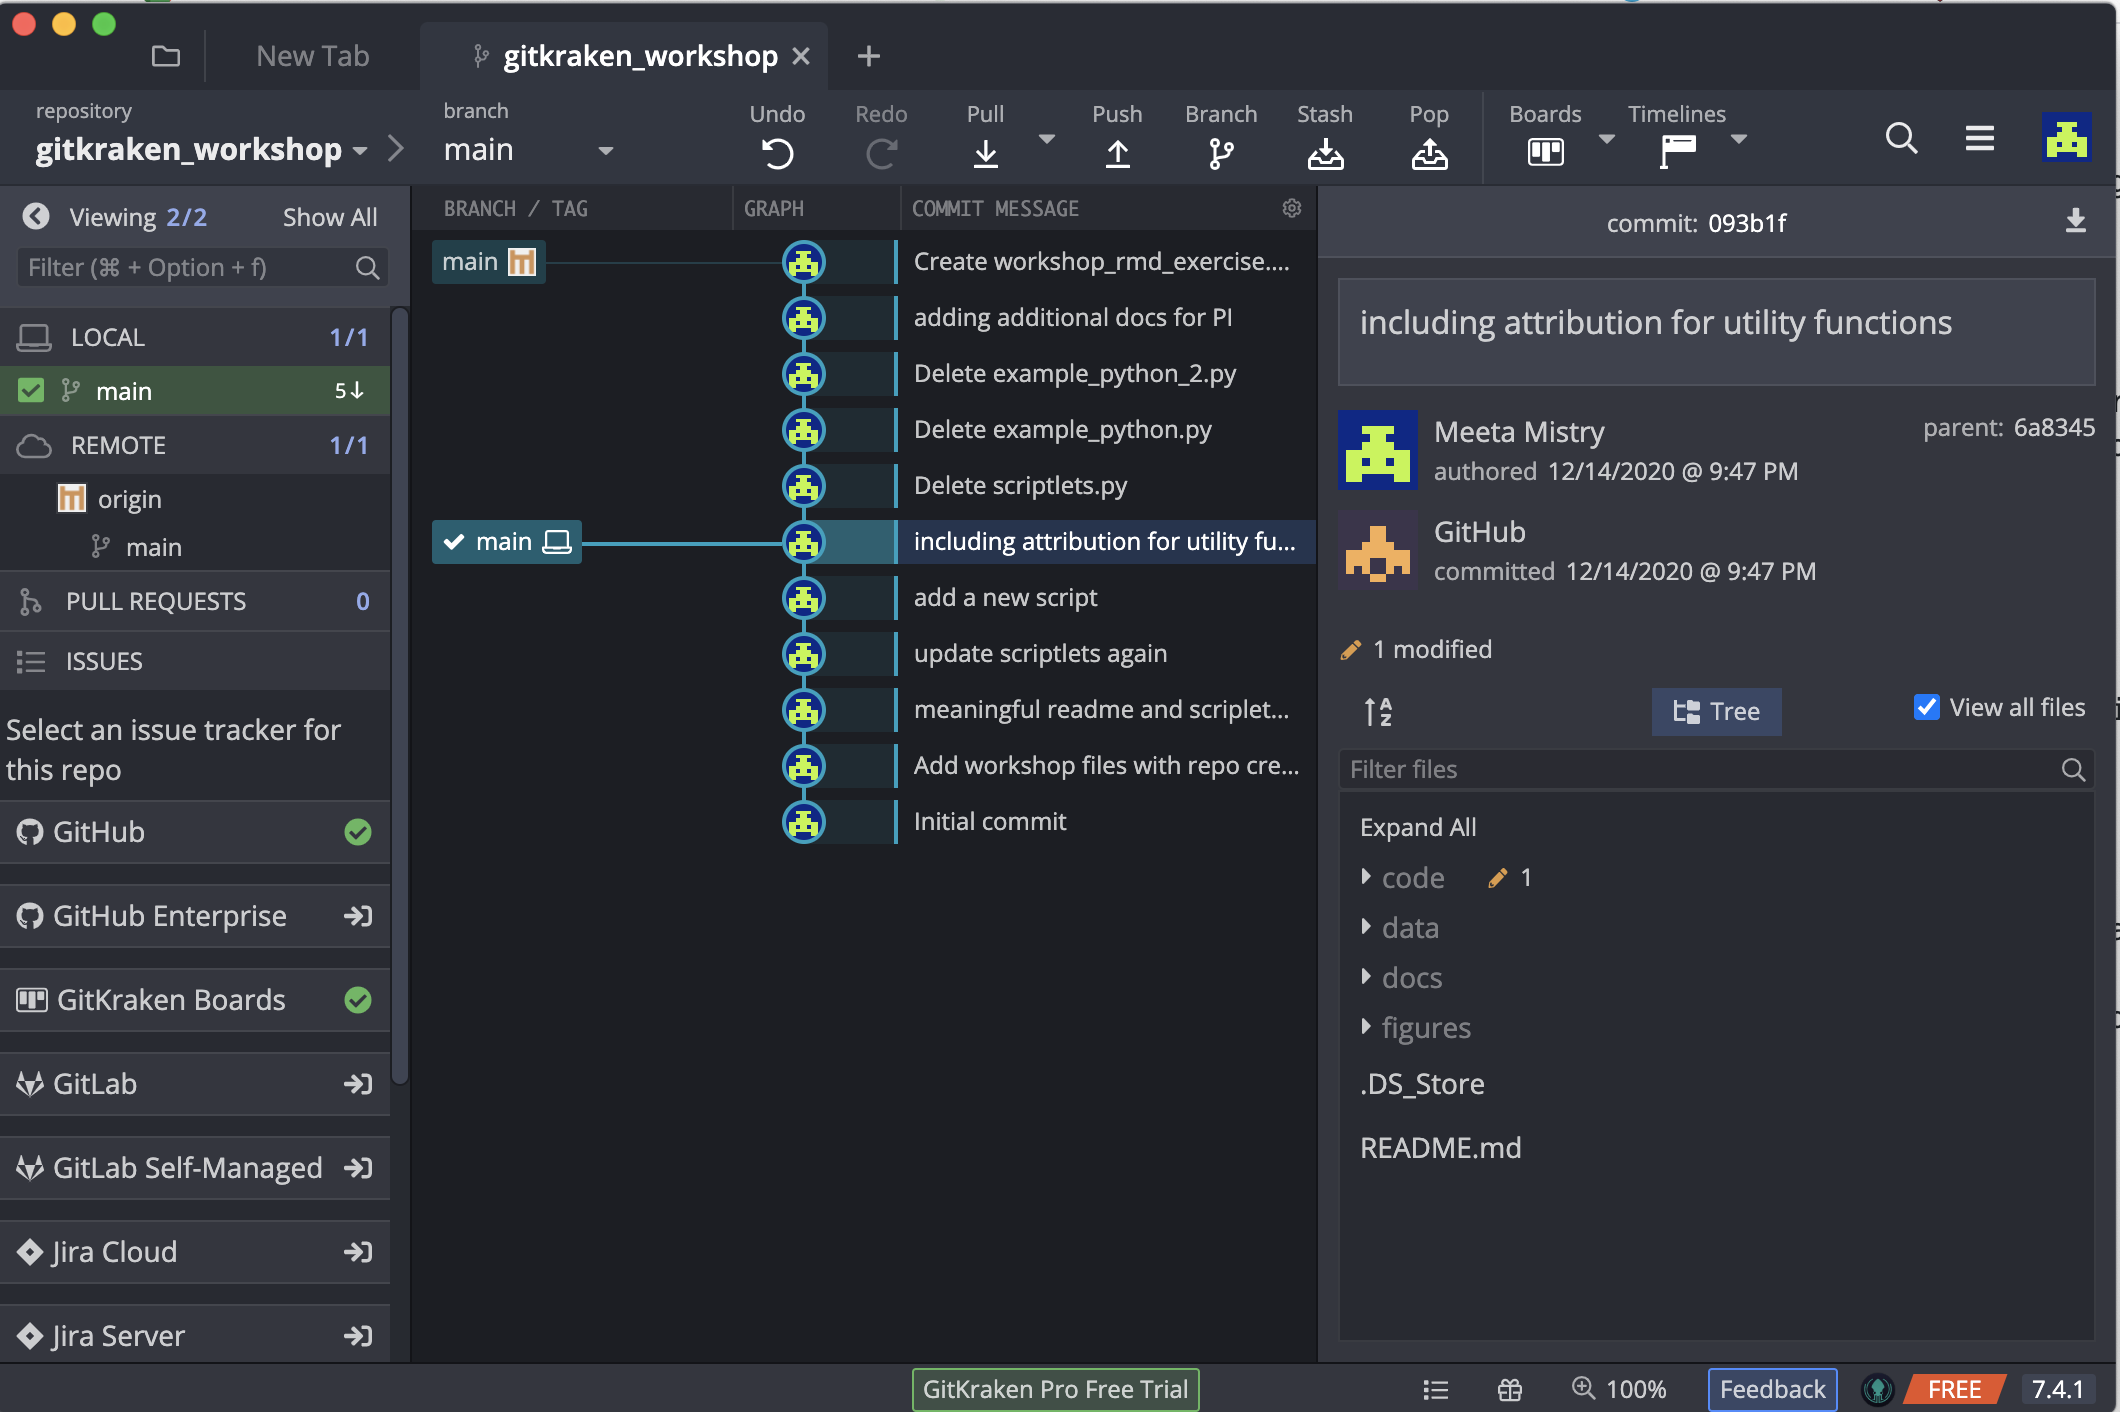 New Tab
gitkraken_workshop
repository
gitkraken_workshop
branch
main
Undo
Redo
Pull
Push
Branch
Stash
Pop
Boards
Timelines
Viewing 2/2 Show All
Filter (⌘ + Option + f)
LOCAL 1/1
main 5↓
REMOTE 1/1
origin
main
PULL REQUESTS 0
ISSUES
Select an issue tracker for
this repo
GitHub
GitHub Enterprise
GitKraken Boards
GitLab
GitLab Self-Managed
Jira Cloud
Jira Server
BRANCH / TAG GRAPH COMMIT MESSAGE
main Create workshop_rmd_exercise....
adding additional docs for PI
Delete example_python_2.py
Delete example_python.py
Delete scriptlets.py
main including attribution for utility fu...
add a new script
update scriptlets again
meaningful readme and scriplet...
Add workshop files with repo cre...
Initial commit
commit: 093b1f
including attribution for utility functions
Meeta Mistry parent: 6a8345
authored 12/14/2020 @ 9:47 PM
GitHub
committed 12/14/2020 @ 9:47 PM
1 modified
A
Z
Tree
View all files
Filter files
Expand All
code 1
data
docs
figures
.DS_Store
README.md
GitKraken Pro Free Trial 100% Feedback FREE 7.4.1